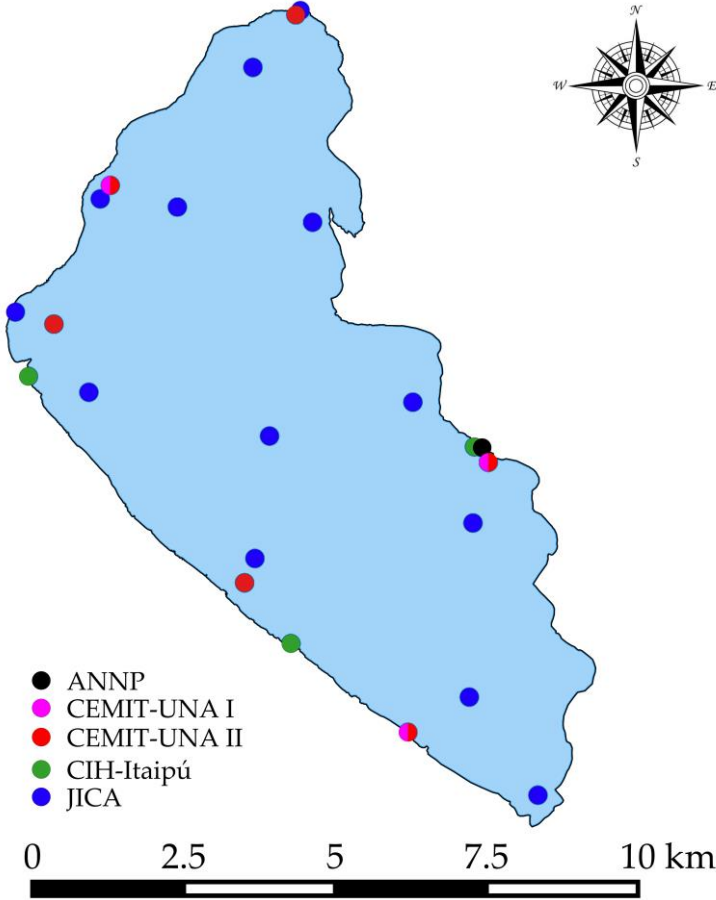 N
W E
S
ANNP
CEMIT-UNA I
CEMIT-UNA II
CIH-Itaipú
JICA
0 2.5 5 7.5 10 km